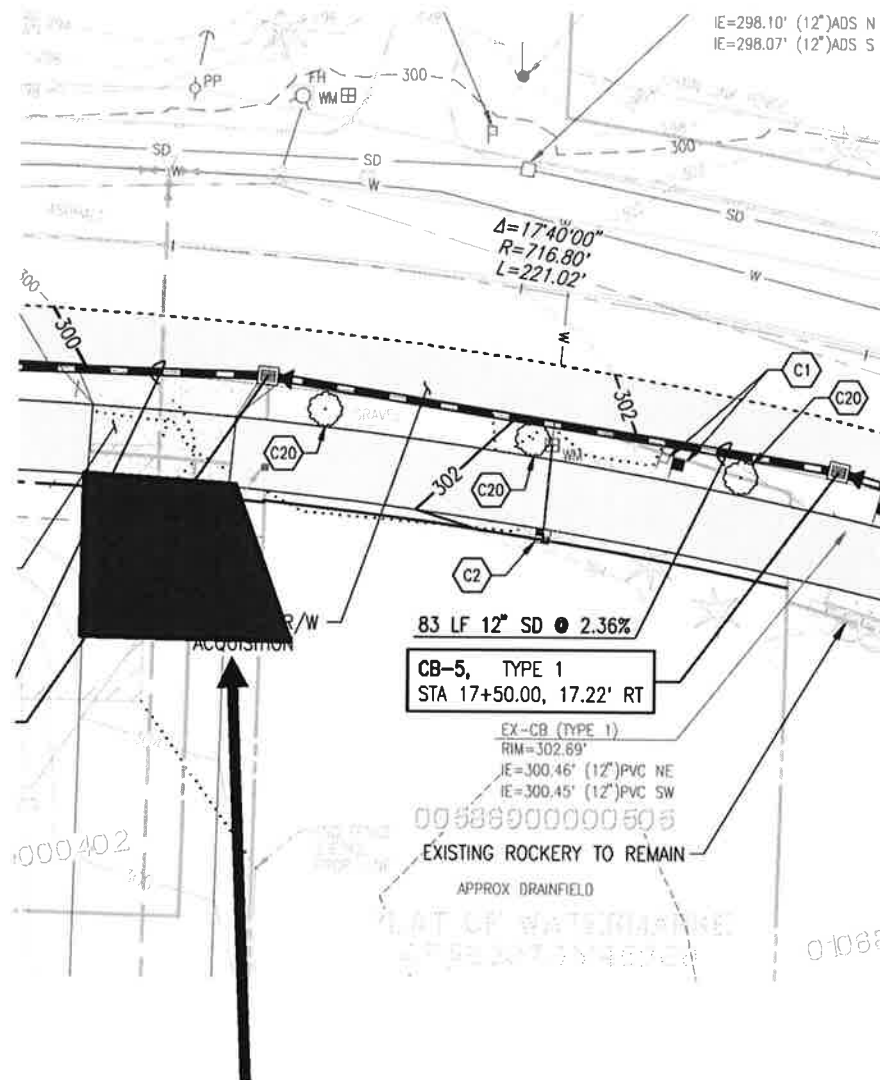 IE=298.10' (12")ADS N
IE=298.07' (12")ADS S
PP
FH
WM
300
300
SD
SD
W
W
SD
W
W
ASPHALT
Δ=17°40'00"
R=716.80'
L=221.02'
W
300
300
302
C1
C20
GRAVEL
C20
C20
WM
302
C2
R/W
ACQUISITION
83 LF 12" SD @ 2.36%
CB-5, TYPE 1
STA 17+50.00, 17.22' RT
EX-CB (TYPE 1)
RIM=302.69'
IE=300.46' (12")PVC NE
IE=300.45' (12")PVC SW
00586900000505
000402
EXISTING ROCKERY TO REMAIN
APPROX DRAINFIELD
0106